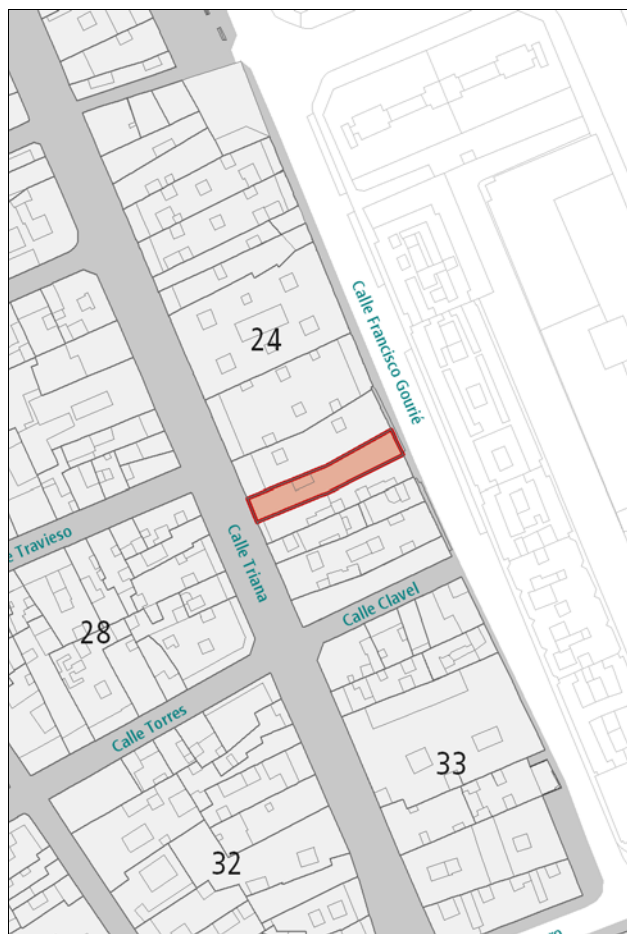 Calle Francisco Gourié
24
Travieso
Calle Triana
Calle Clavel
28
Calle Torres
33
32